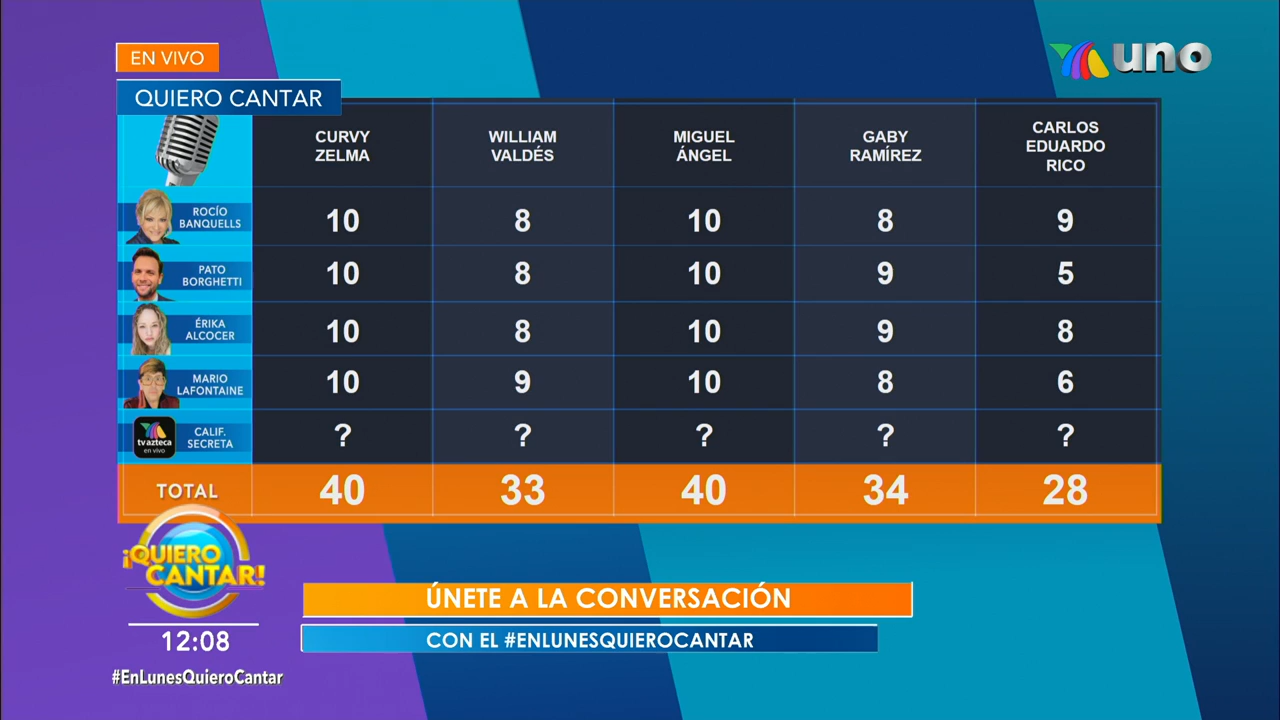 EN VIVO
uno
QUIERO CANTAR
CURVY
ZELMA
WILLIAM
VALDÉS
MIGUEL
ÁNGEL
GABY
RAMÍREZ
CARLOS
EDUARDO
RICO
ROCÍO
BANQUELLS
10 8 10 8 9
PATO
BORGHETTI
10 8 10 9 5
ÉRIKA
ALCOCER
10 8 10 9 8
MARIO
LAFONTAINE
10 9 10 8 6
tv azteca
en vivo
CALIF.
SECRETA
? ? ? ? ?
TOTAL 40 33 40 34 28
¡QUIERO
CANTAR!
12:08
#EnLunesQuieroCantar
ÚNETE A LA CONVERSACIÓN
CON EL #ENLUNESQUIEROCANTAR